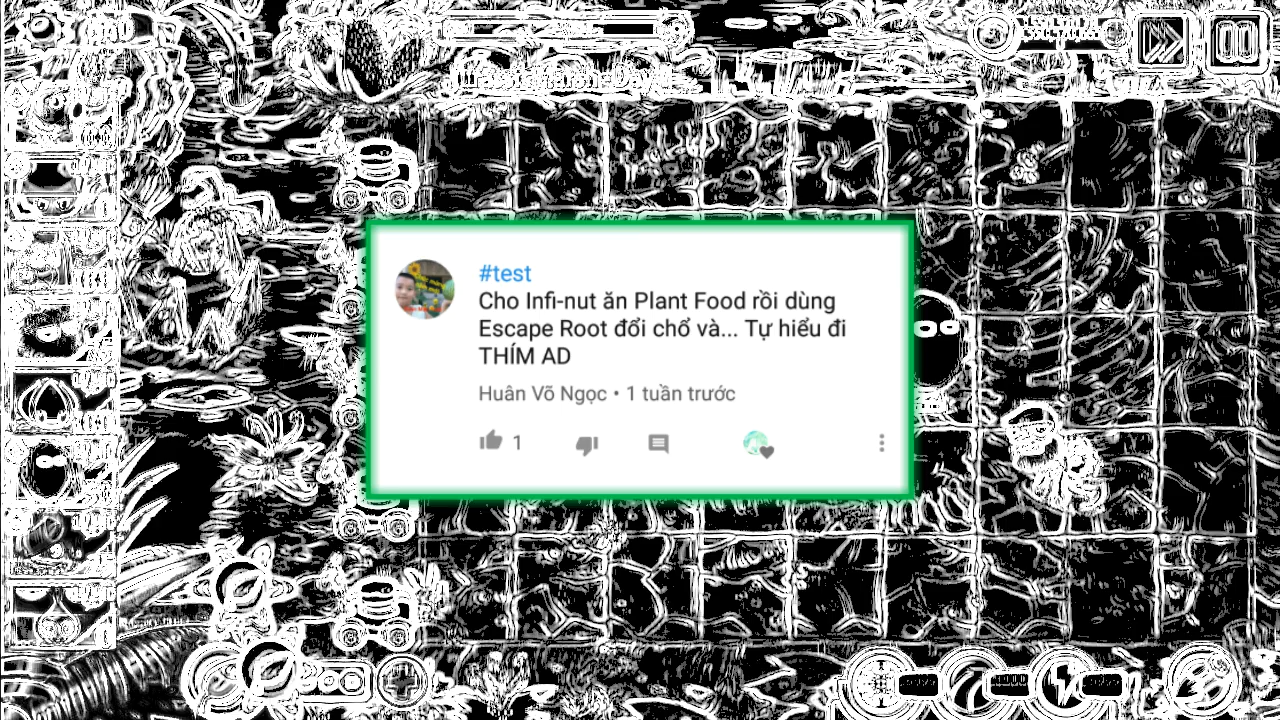 #test
Cho Infi-nut ăn Plant Food rồi dùng
Escape Root đổi chổ và... Tự hiểu đi
THÍM AD
Huân Võ Ngọc • 1 tuần trước
1